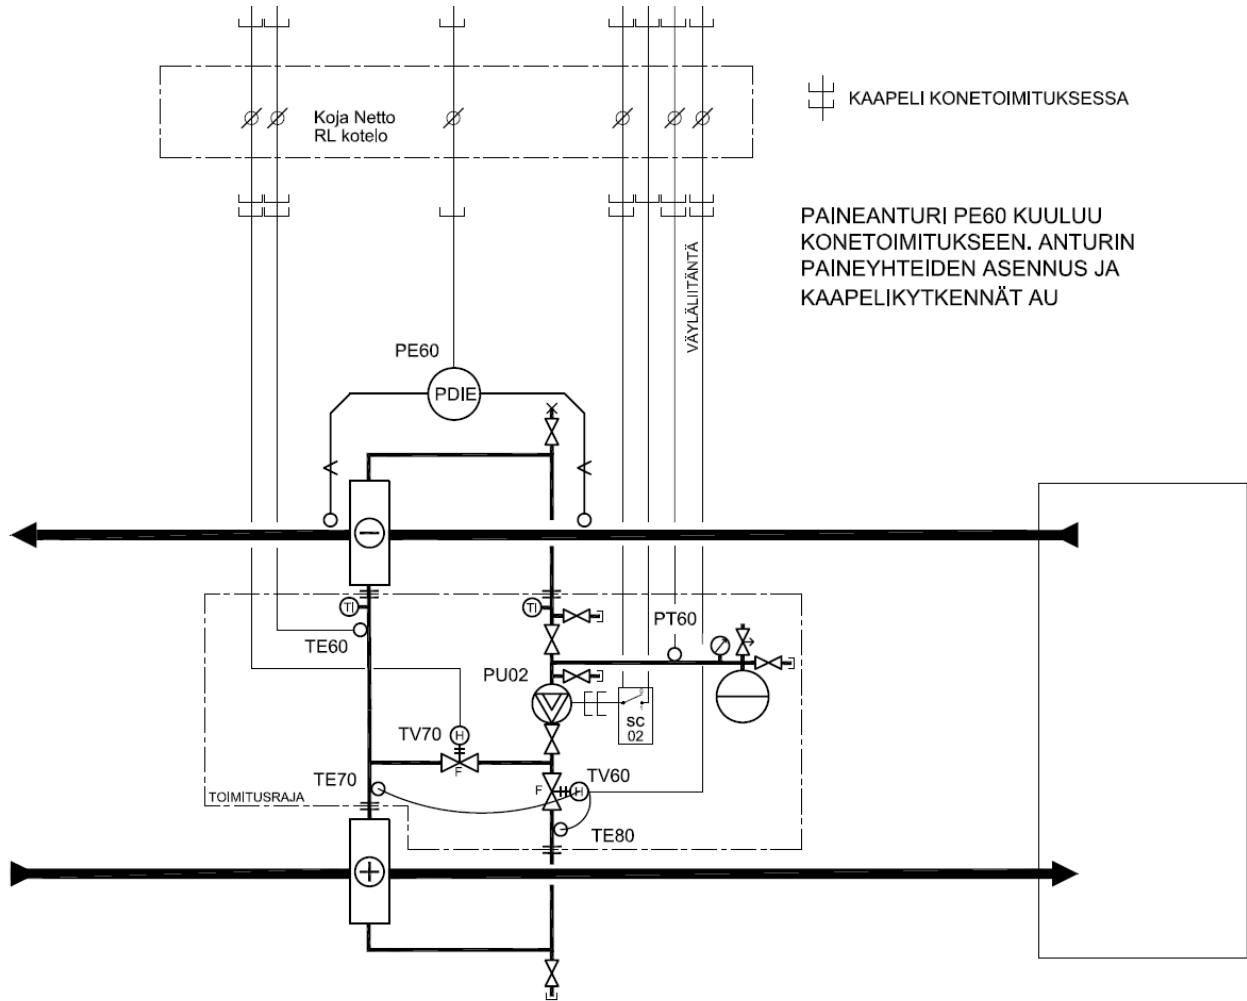 Koja Netto
RL kotelo
KAAPELI KONETOIMITUKSESSA
PAINEANTURI PE60 KUULUU
KONETOIMITUKSEEN. ANTURIN
PAINEYHTEIDEN ASENNUS JA
KAAPELIKYTKENNÄT AU
VÄYLÄLIITÄNTÄ
PE60
PDIE
TI
TI
TE60
PT60
PU02
SC
02
TV70
H
F
TE70
TV60
F
H
TOIMITUSRAJA
TE80